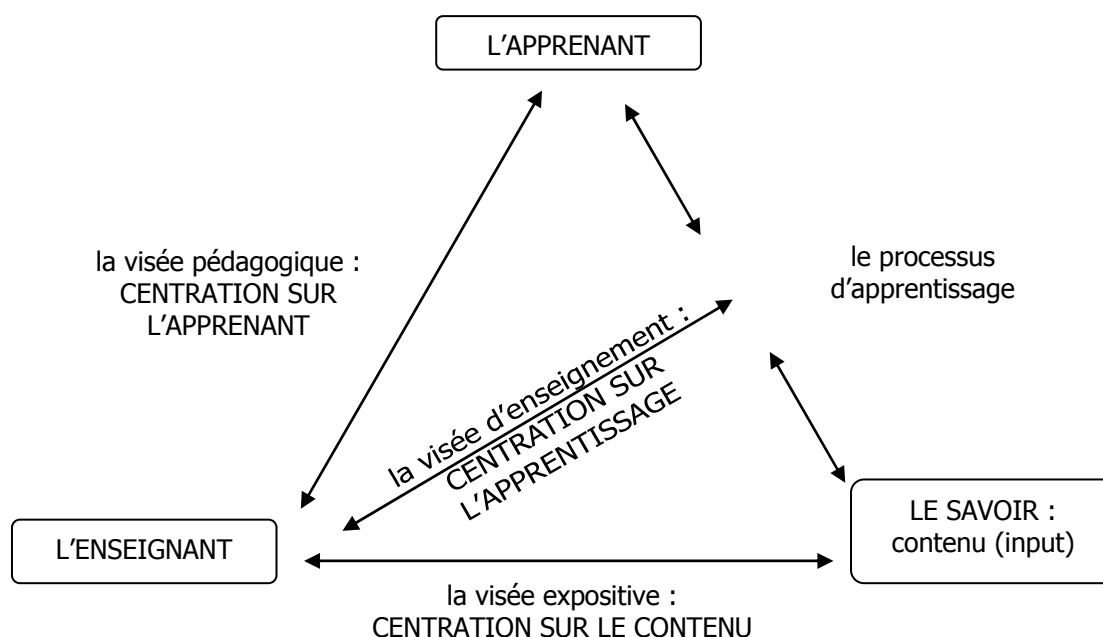 L’APPRENANT
la visée pédagogique :
CENTRATION SUR
L’APPRENANT
le processus
d’apprentissage
la visée d’enseignement :
CENTRATION SUR
L’APPRENTISSAGE
L’ENSEIGNANT
LE SAVOIR :
contenu (input)
la visée expositive :
CENTRATION SUR LE CONTENU